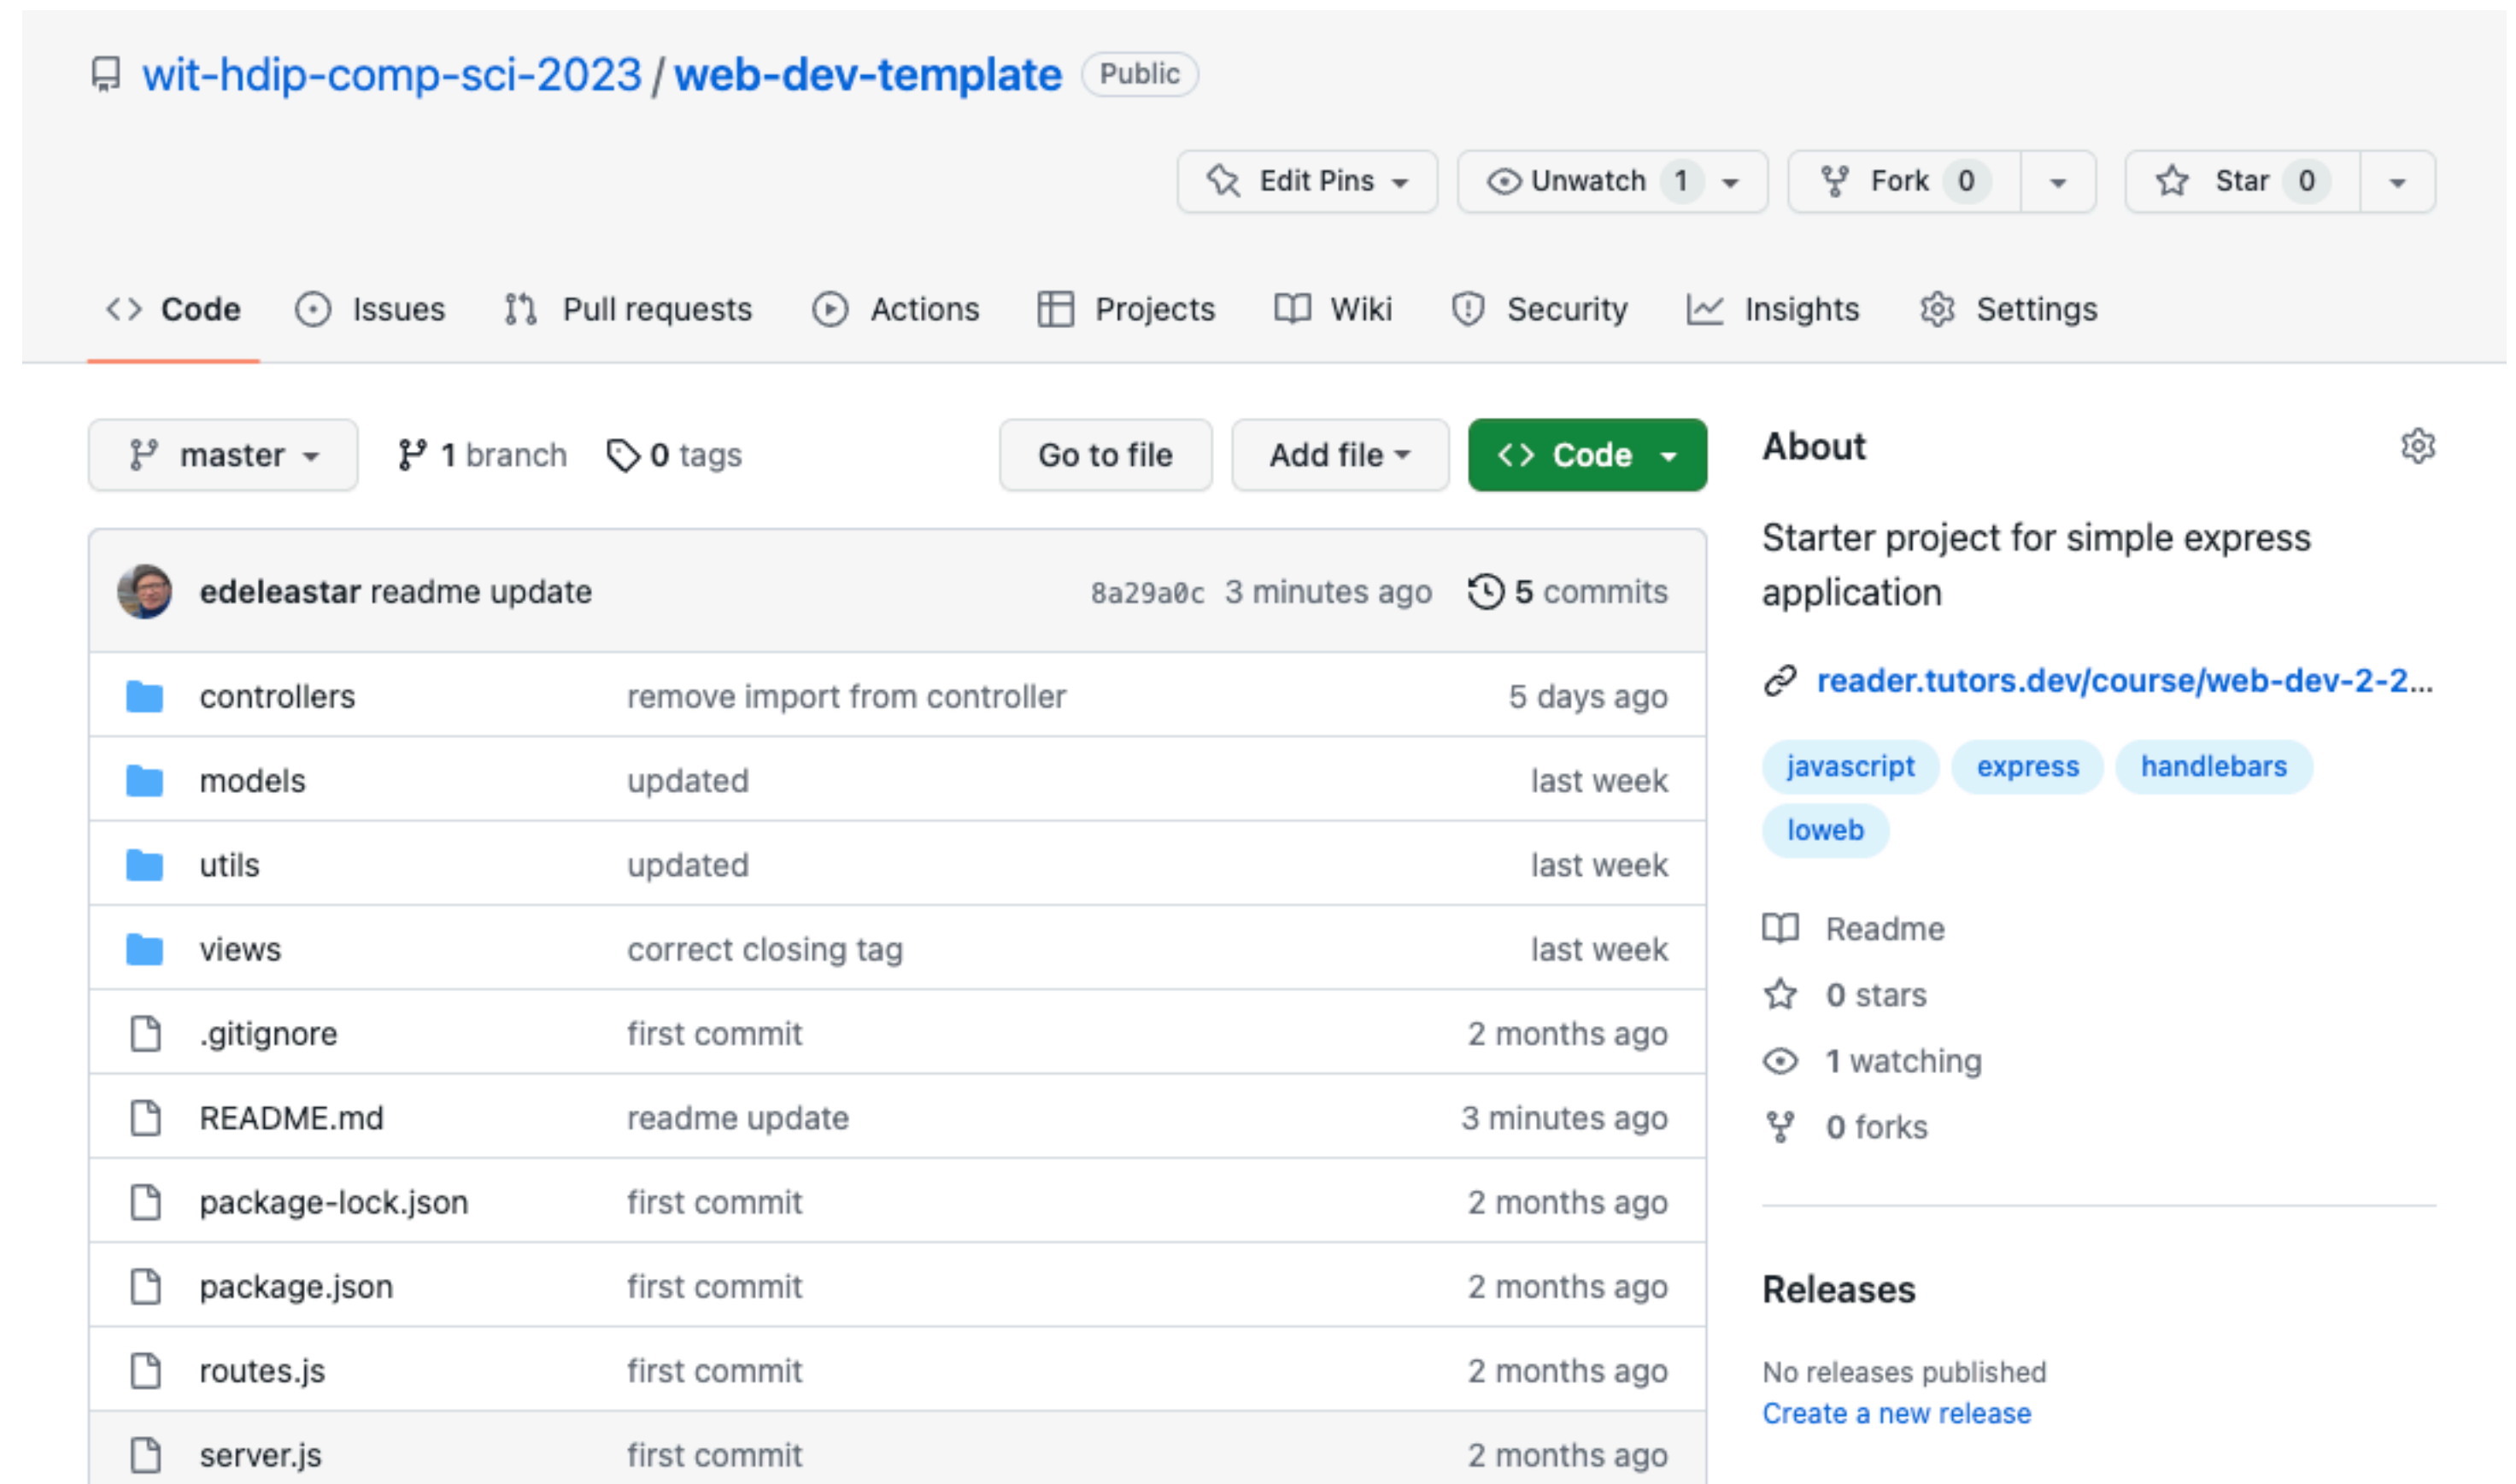 wit-hdip-comp-sci-2023 / web-dev-template Public
Edit Pins Unwatch 1 Fork 0 Star 0
Code Issues Pull requests Actions Projects Wiki Security Insights Settings
master 1 branch 0 tags Go to file Add file Code
edeleastar readme update 8a29a0c 3 minutes ago 5 commits
controllers remove import from controller 5 days ago
models updated last week
utils updated last week
views correct closing tag last week
.gitignore first commit 2 months ago
README.md readme update 3 minutes ago
package-lock.json first commit 2 months ago
package.json first commit 2 months ago
routes.js first commit 2 months ago
server.js first commit 2 months ago
About
Starter project for simple express
application
reader.tutors.dev/course/web-dev-2-2...
javascript express handlebars
loweb
Readme
0 stars
1 watching
0 forks
Releases
No releases published
Create a new release